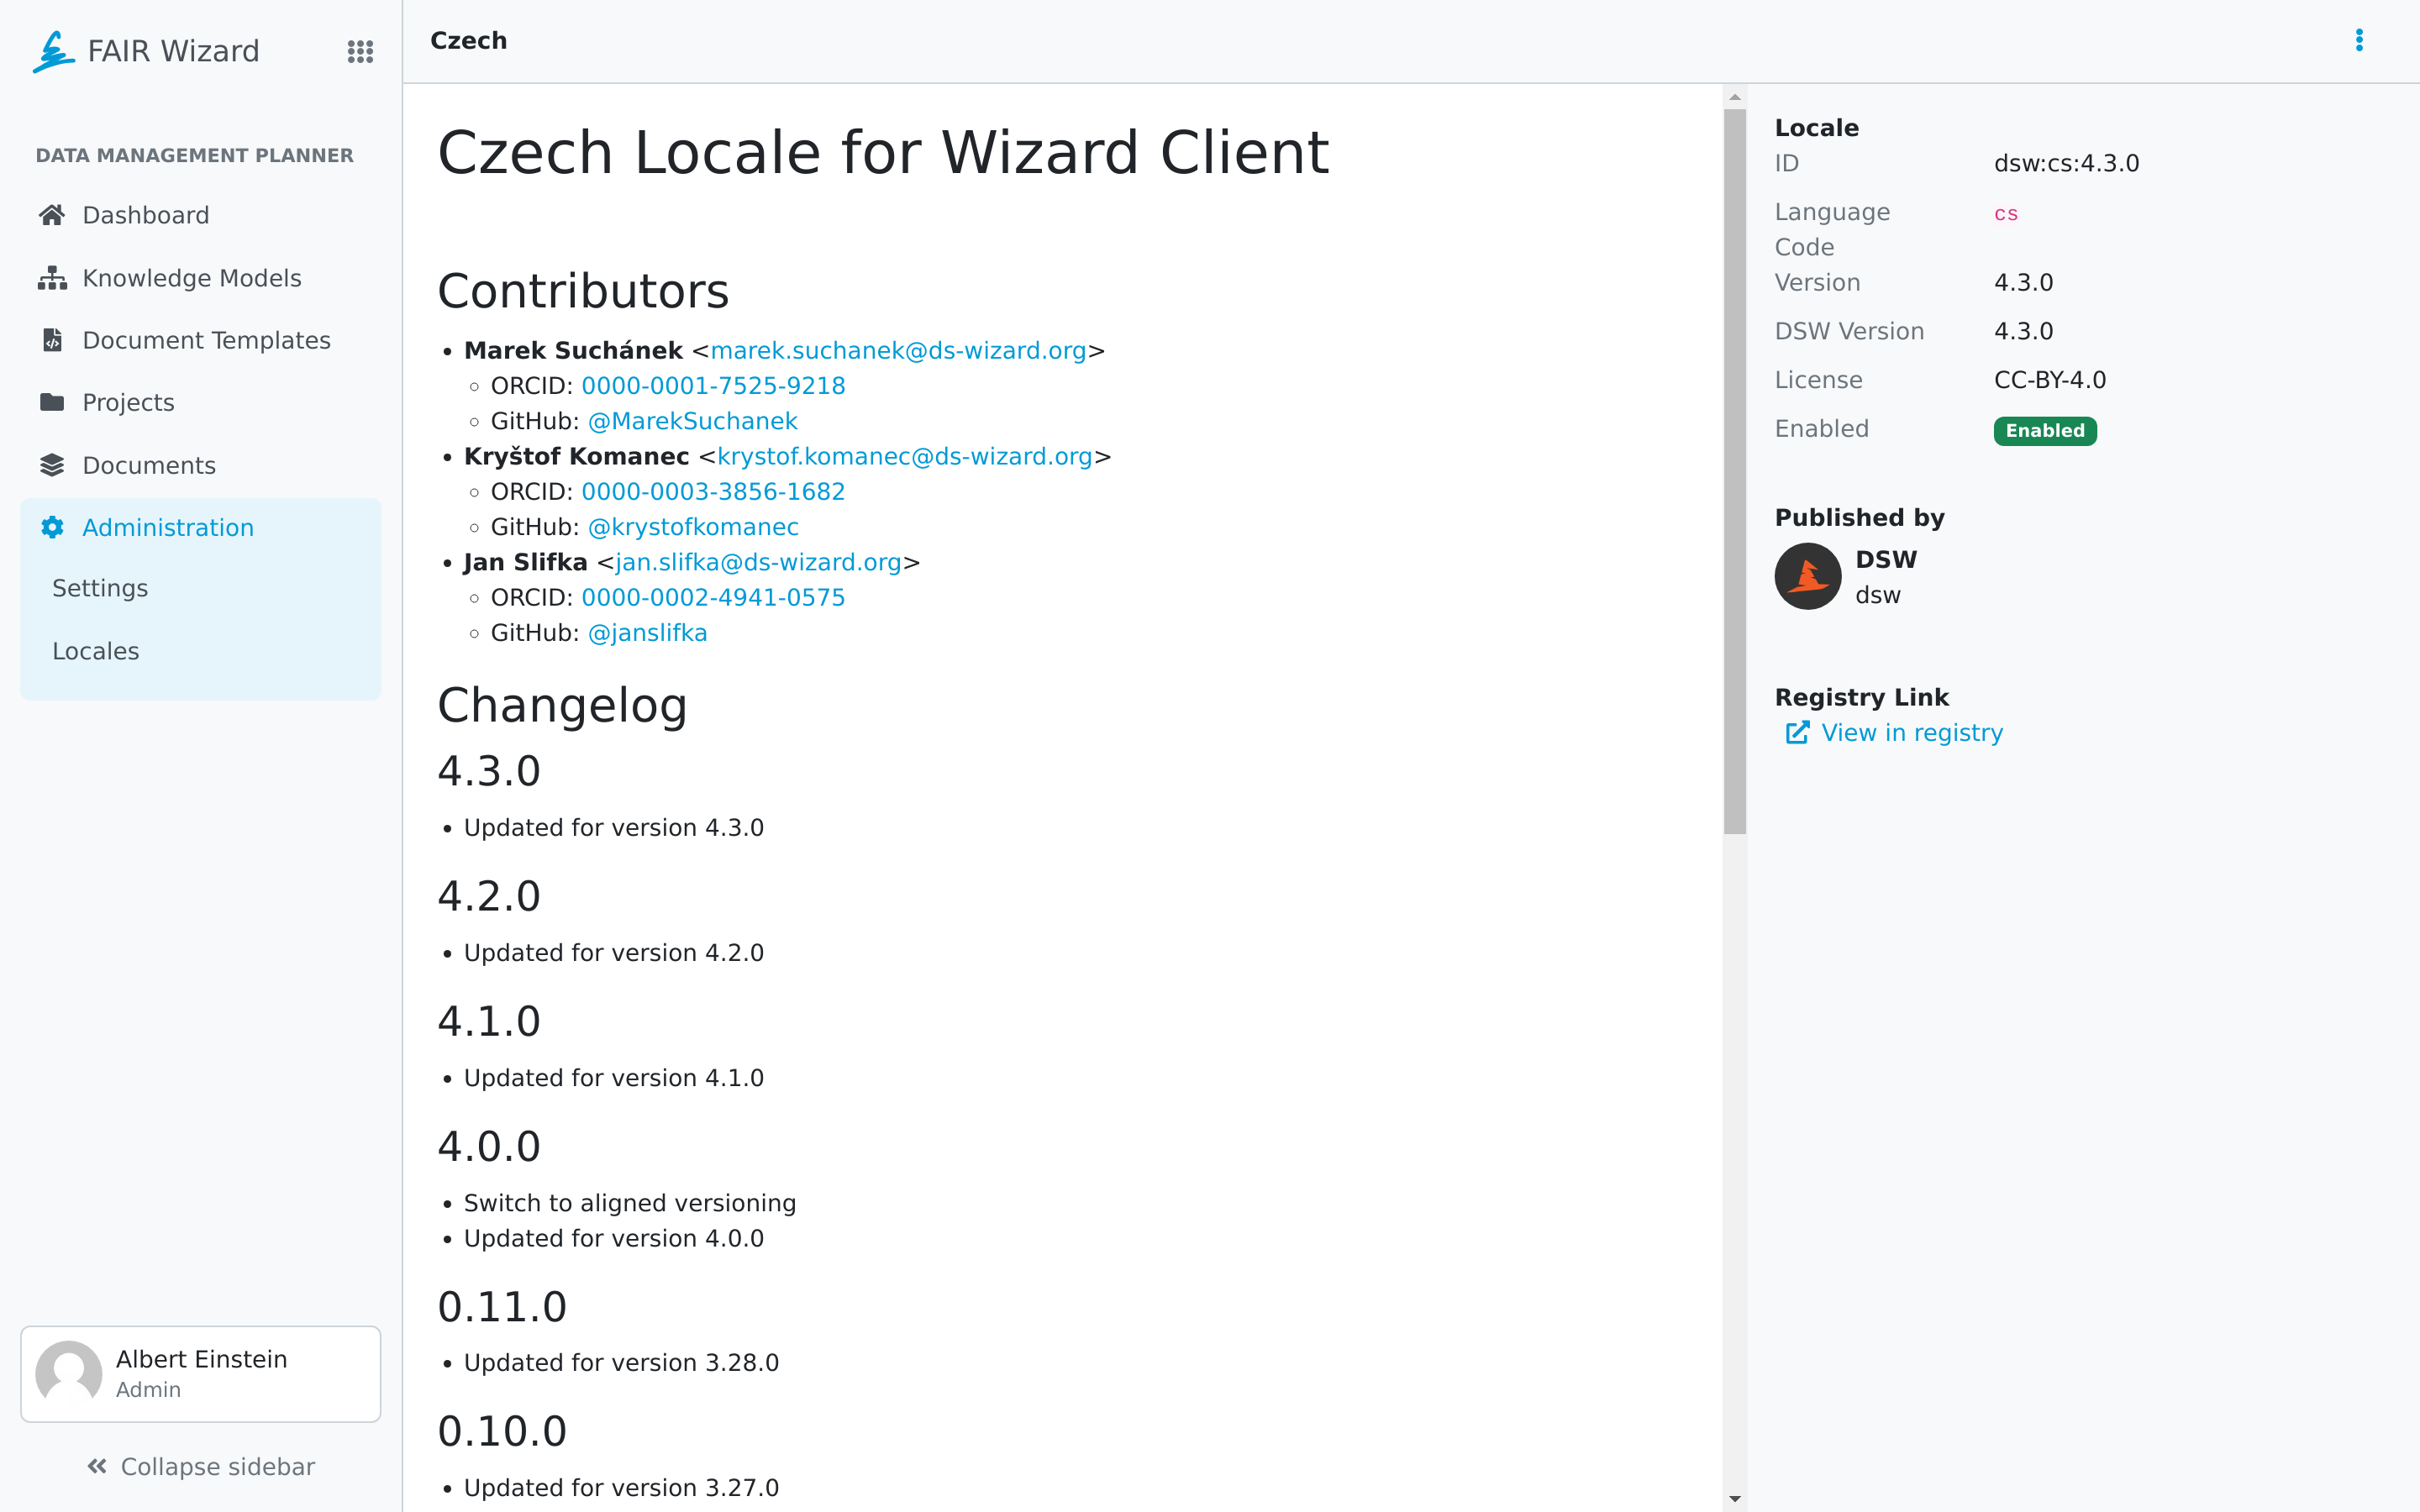 FAIR Wizard
DATA MANAGEMENT PLANNER
Dashboard
Knowledge Models
Document Templates
Projects
Documents
Administration
Settings
Locales
Albert Einstein
Admin
Collapse sidebar
Czech
Czech Locale for Wizard Client
Contributors
• Marek Suchánek <marek.suchanek@ds-wizard.org>
◦ ORCID: 0000-0001-7525-9218
◦ GitHub: @MarekSuchanek
• Kryštof Komanec <krystof.komanec@ds-wizard.org>
◦ ORCID: 0000-0003-3856-1682
◦ GitHub: @krystofkomanec
• Jan Slifka <jan.slifka@ds-wizard.org>
◦ ORCID: 0000-0002-4941-0575
◦ GitHub: @janslifka
Changelog
4.3.0
• Updated for version 4.3.0
4.2.0
• Updated for version 4.2.0
4.1.0
• Updated for version 4.1.0
4.0.0
• Switch to aligned versioning
• Updated for version 4.0.0
0.11.0
• Updated for version 3.28.0
0.10.0
• Updated for version 3.27.0
Locale
ID dsw:cs:4.3.0
Language cs
Code
Version 4.3.0
DSW Version 4.3.0
License CC-BY-4.0
Enabled Enabled
Published by
DSW
dsw
Registry Link
View in registry